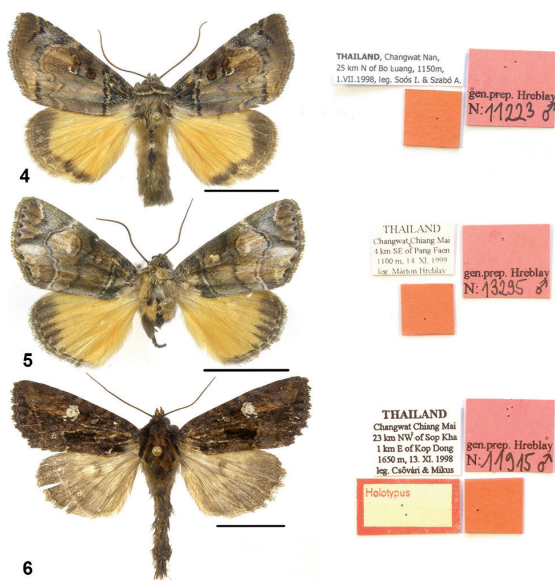 4
THAILAND, Changwat Nan,
25 km N of Bo Luang, 1150m,
1.VII.1998, leg. Soós I. & Szabó A.
gen.prep. Hreblay
N: 11223 ♂
5
THAILAND
Changwat Chiang Mai
4 km SE of Pang Faen
1100 m, 14. XI. 1999
leg. Márton Hreblay
gen.prep. Hreblay
N: 13295 ♂
6
THAILAND
Changwat Chiang Mai
23 km NW of Sop Kha
1 km E of Kop Dong
1650 m, 13. XI. 1998
leg. Csővári & Mikus
gen.prep. Hreblay
N: 11915 ♂
Holotypus